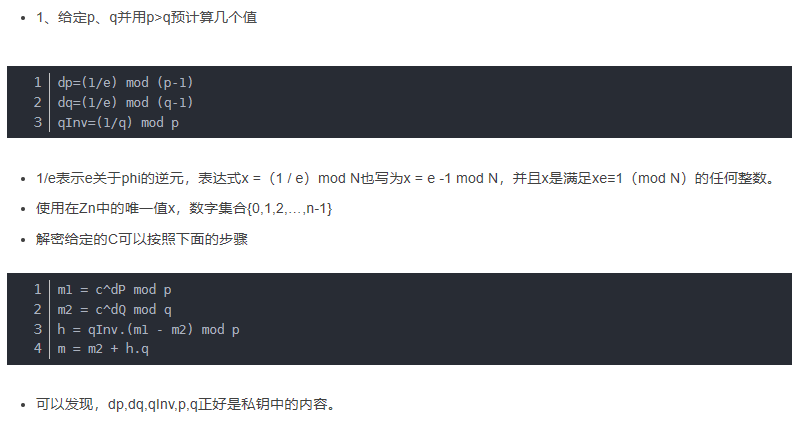 • 1、给定p、q并用p>q预计算几个值
1 dp=(1/e) mod (p-1)
2 dq=(1/e) mod (q-1)
3 qInv=(1/q) mod p
• 1/e表示e关于phi的逆元，表达式x =（1 / e）mod N也写为x = e -1 mod N，并且x是满足xe≡1（mod N）的任何整数。
• 使用在Zn中的唯一值x，数字集合{0,1,2,…,n-1}
• 解密给定的C可以按照下面的步骤
1 m1 = c^dP mod p
2 m2 = c^dQ mod q
3 h = qInv.(m1 - m2) mod p
4 m = m2 + h.q
• 可以发现，dp,dq,qInv,p,q正好是私钥中的内容。